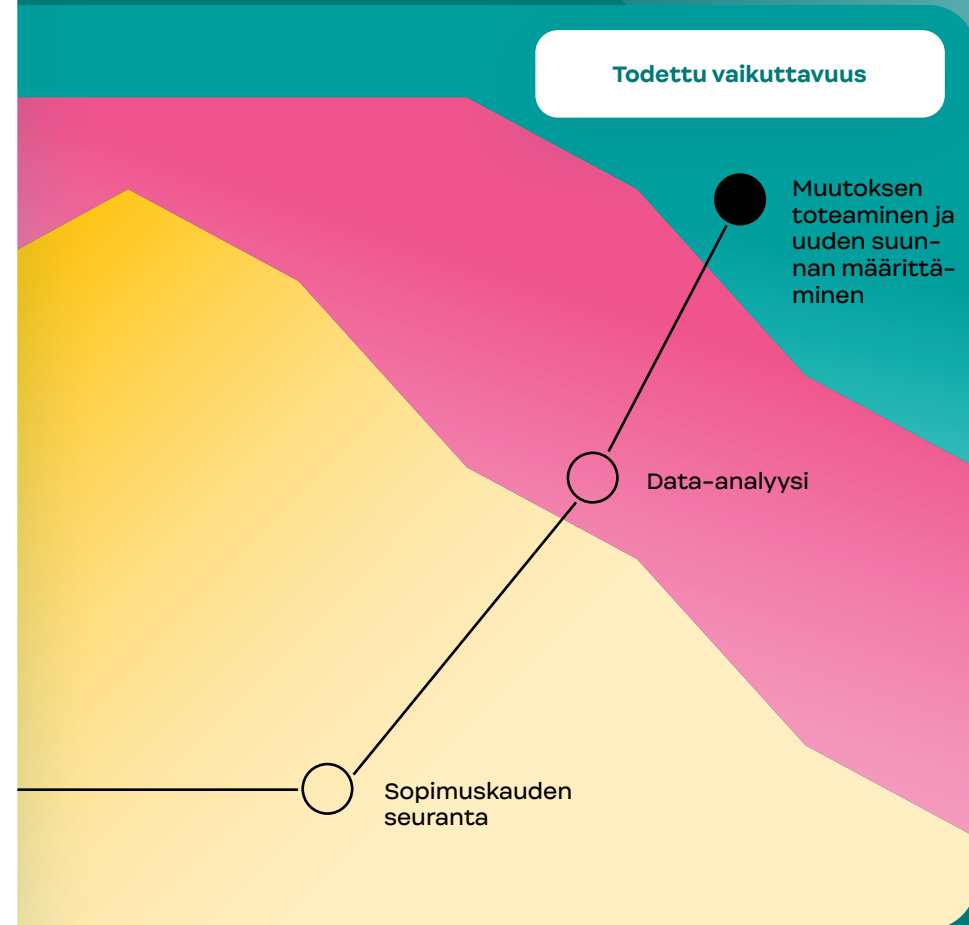 Todettu vaikuttavuus
Muutoksen
toteaminen ja
uuden suun-
nan määrittä-
minen
Data-analyysi
Sopimuskauden
seuranta